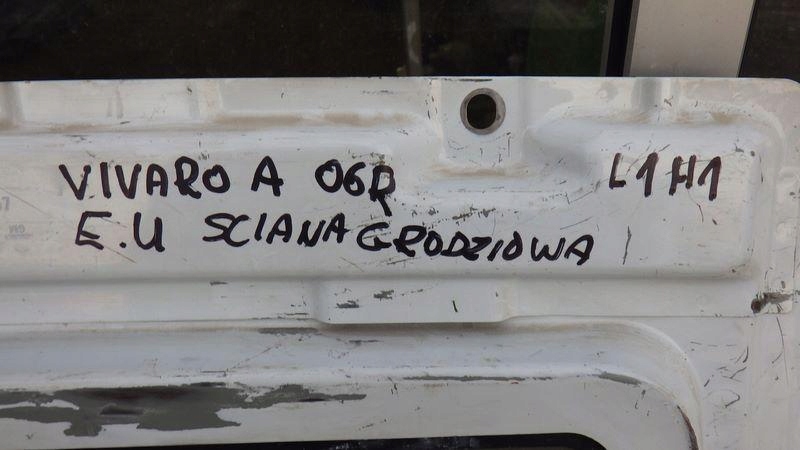 VIVARO A 06R L1H1
E.U SCIANA GRODZIOWA